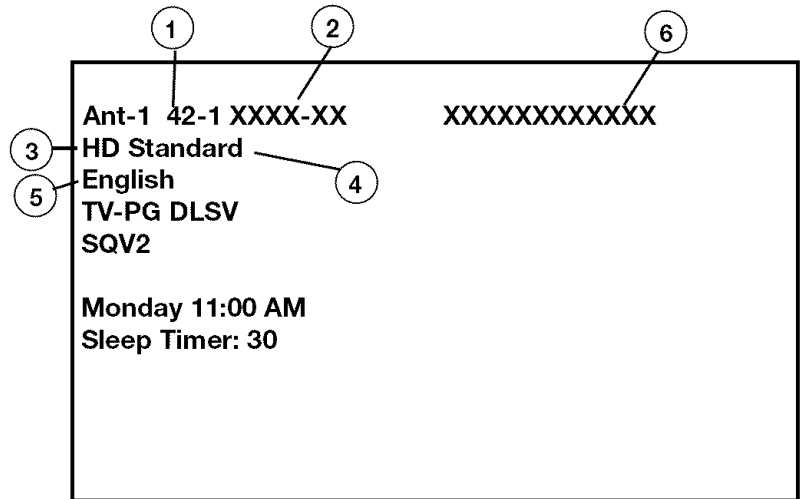 1 2 6
Ant-1 42-1 XXXX-XX XXXXXXXXXXXX
3 HD Standard
4
5 English
TV-PG DLSV
SQV2
Monday 11:00 AM
Sleep Timer: 30